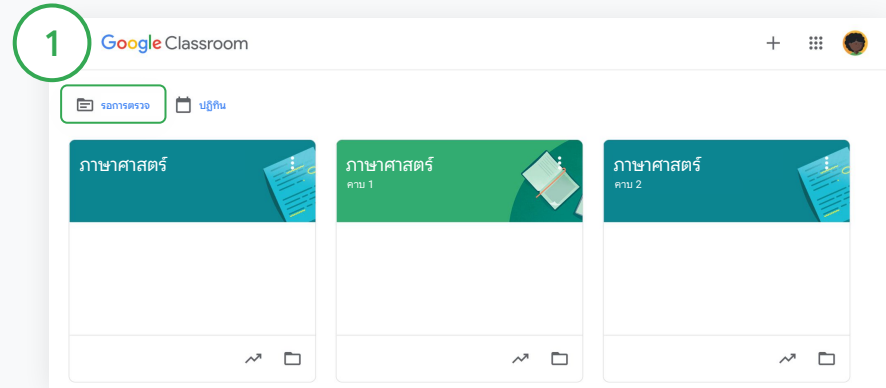 1
Google Classroom
รอการตรวจ
ปฏิทิน
ภาษาศาสตร์
ภาษาศาสตร์
คาบ 1
ภาษาศาสตร์
คาบ 2